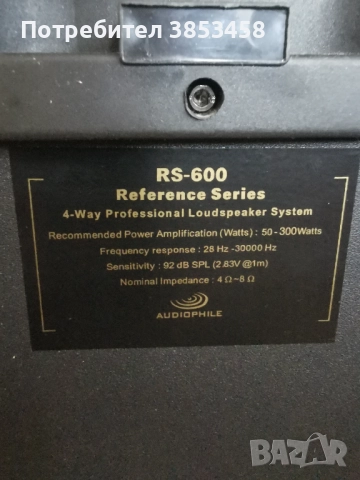 Потребител 3853458
RS-600
Reference Series
4-Way Professional Loudspeaker System
Recommended Power Amplification (Watts) : 50-300Watts
Frequency response : 28 Hz -30000 Hz
Sensitivity : 92 dB SPL (2.83V @1m)
Nominal Impedance : 4 Ω~8 Ω
AUDIOPHILE
BAZAR